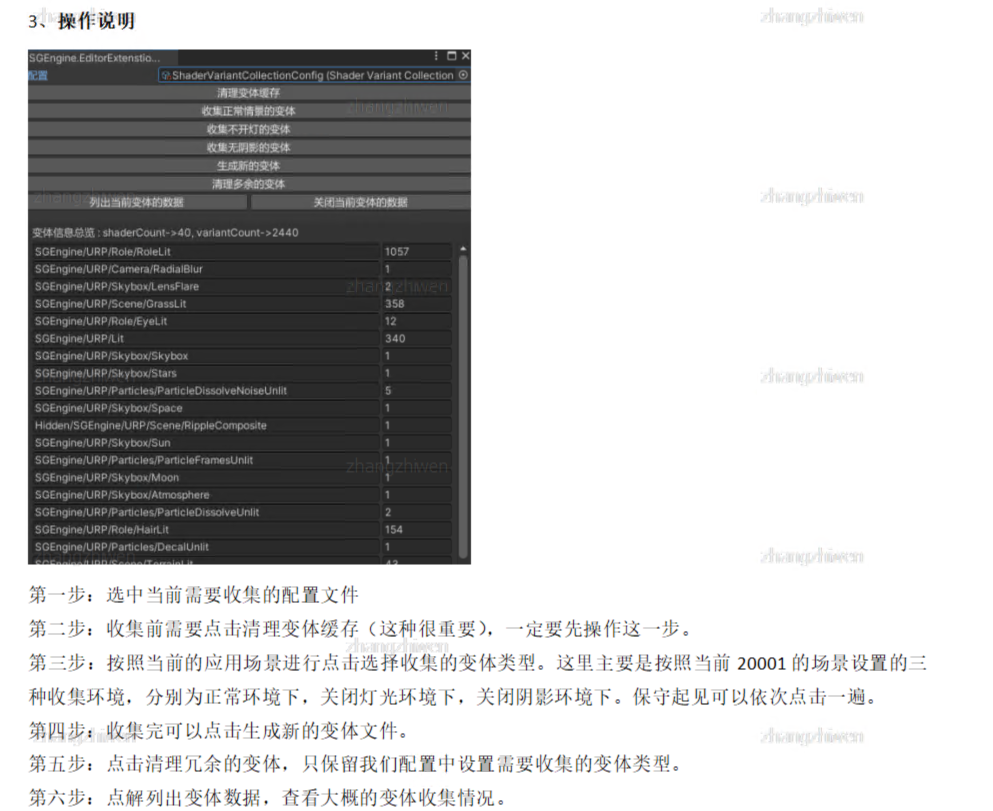 3、操作说明
zhangzhiwen
SGEngine.EditorExtenstio...
配置 ShaderVariantCollectionConfig (Shader Variant Collection
清理变体缓存
收集正常情景的变体
zhangzhiwen
收集不开灯的变体
收集无阴影的变体
生成新的变体
清理多余的变体
zhangzhiwen
列出当前变体的数据 关闭当前变体的数据
zhangzhiwen
变体信息总览 : shaderCount->40, variantCount->2440
SGEngine/URP/Role/RoleLit 1057
SGEngine/URP/Camera/RadialBlur 1
SGEngine/URP/Skybox/LensFlare 2
zhangzhiwen
SGEngine/URP/Scene/GrassLit 358
SGEngine/URP/Role/EyeLit 12
SGEngine/URP/Lit 340
SGEngine/URP/Skybox/Skybox 1
SGEngine/URP/Skybox/Stars 1
zhangzhiwen
SGEngine/URP/Particles/ParticleDissolveNoiseUnlit 5
SGEngine/URP/Skybox/Space 1
Hidden/SGEngine/URP/Scene/RippleComposite 1
SGEngine/URP/Skybox/Sun 1
SGEngine/URP/Particles/ParticleFramesUnlit 1
zhangzhiwen
SGEngine/URP/Skybox/Moon 1
SGEngine/URP/Skybox/Atmosphere 1
SGEngine/URP/Particles/ParticleDissolveUnlit 2
SGEngine/URP/Role/HairLit 154
SGEngine/URP/Particles/DecalUnlit 1
zhangzhiwen
SGEngine/URP/Scene/TerrainLit 43
第一步：选中当前需要收集的配置文件
第二步：收集前需要点击清理变体缓存（这种很重要），一定要先操作这一步。
zhangzhiwen
第三步：按照当前的应用场景进行点击选择收集的变体类型。这里主要是按照当前 20001 的场景设置的三
种收集环境，分别为正常环境下，关闭灯光环境下，关闭阴影环境下。保守起见可以依次点击一遍。
第四步：收集完可以点击生成新的变体文件。
zhangzhiwen
第五步：点击清理冗余的变体，只保留我们配置中设置需要收集的变体类型。
第六步：点解列出变体数据，查看大概的变体收集情况。